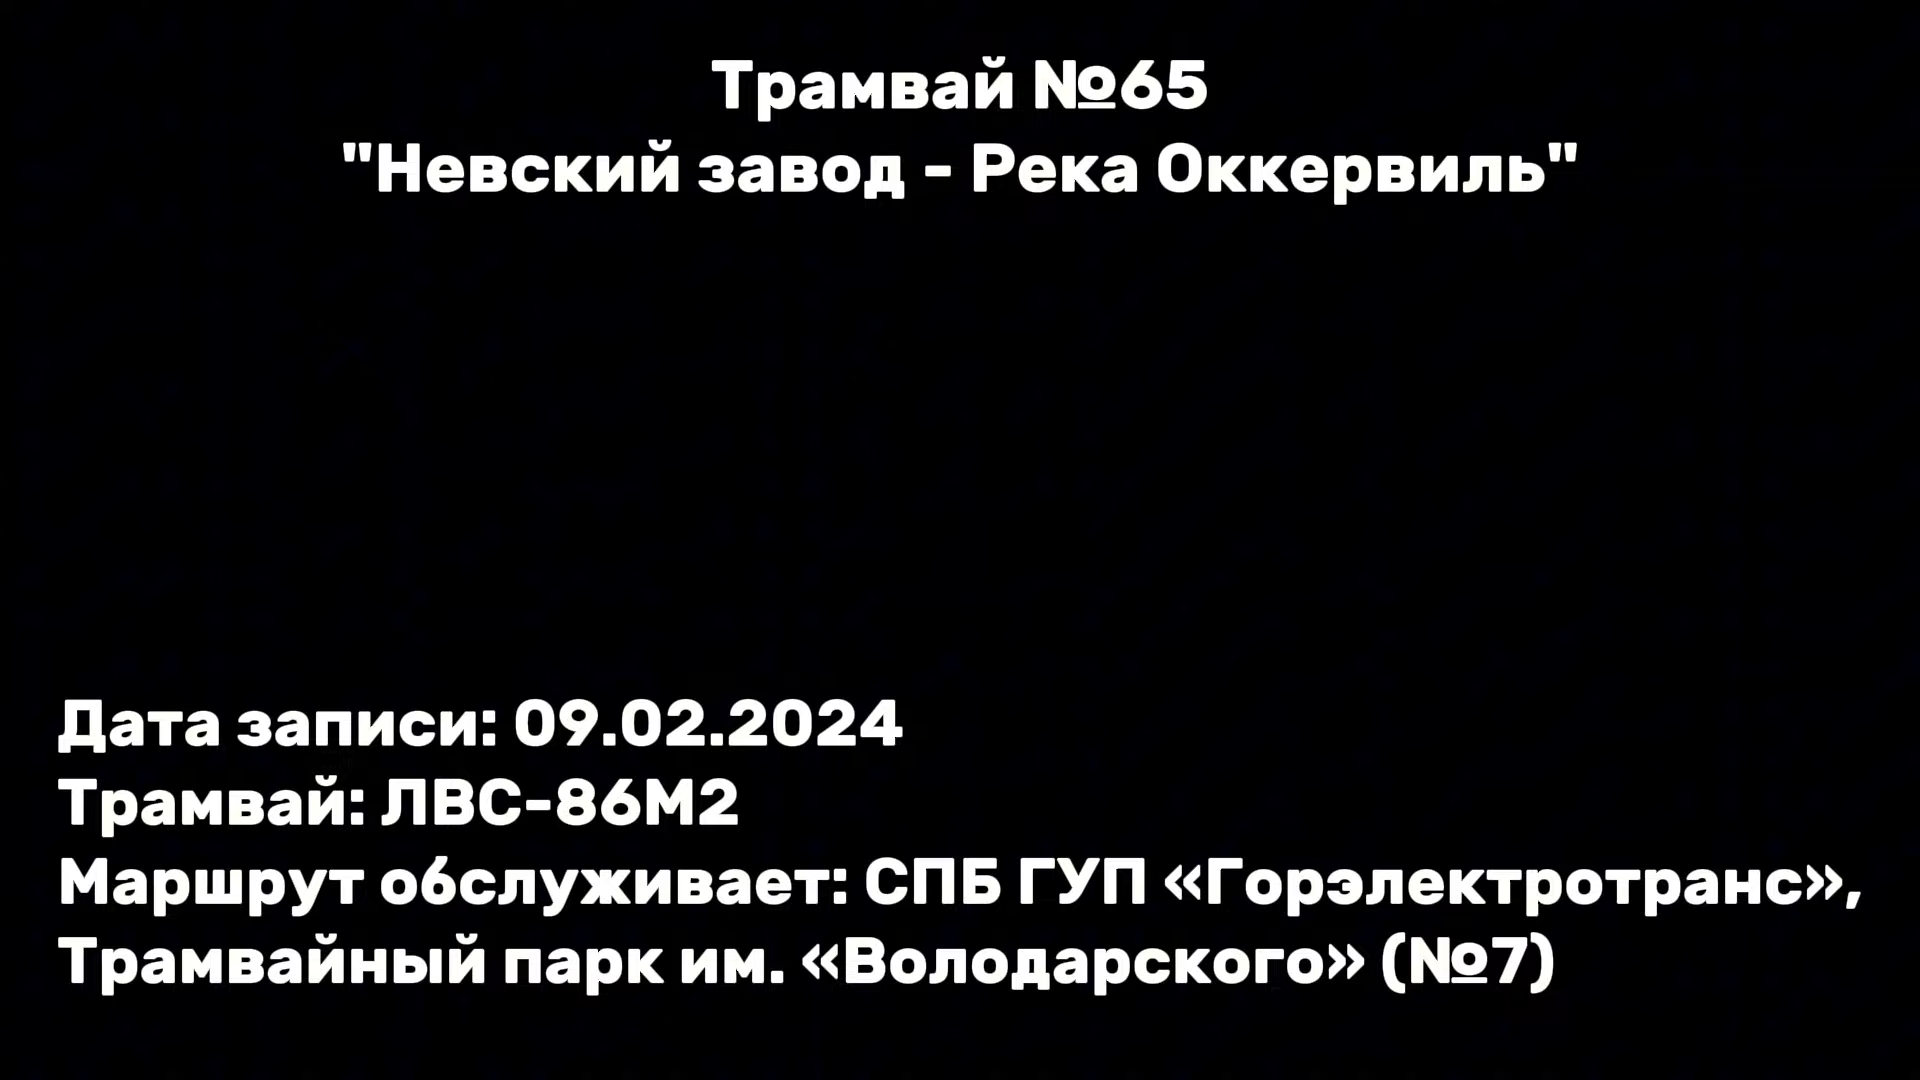 Трамвай №65
"Невский завод - Река Оккервиль"
Дата записи: 09.02.2024
Трамвай: ЛВС-86М2
Маршрут обслуживает: СПБ ГУП «Горэлектротранс»,
Трамвайный парк им. «Володарского» (№7)